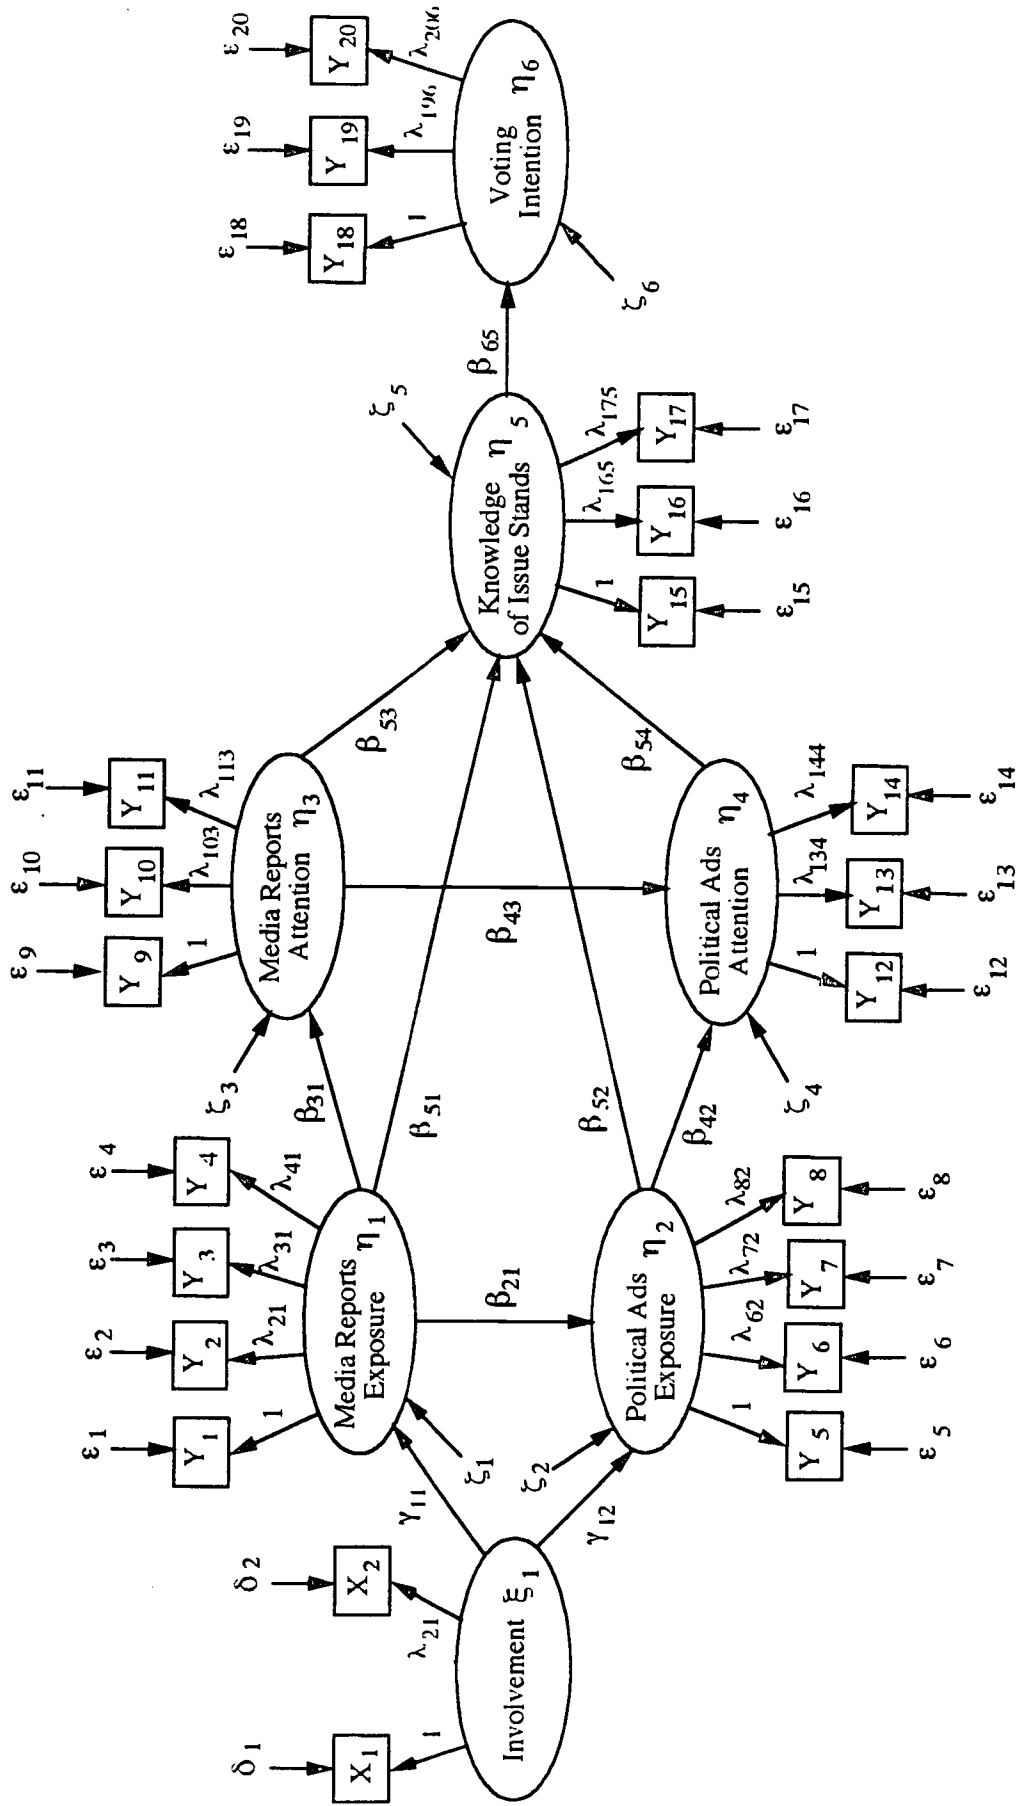 ε20
ε19
ε18
Y20
Y19
Y18
λ206
λ196
1
Voting
Intention η6
ζ6
β65
ζ5
Knowledge η5
of Issue Stands
λ175
λ165
1
Y17
Y16
Y15
ε17
ε16
ε15
ε11
ε10
ε9
Y11
Y10
Y9
λ113
λ103
1
Media Reports
Attention η3
ζ3
β53
β43
β54
Political Ads η4
Attention
ζ4
λ144
λ134
1
Y14
Y13
Y12
ε14
ε13
ε12
β31
β51
β52
β42
ε4
ε3
ε2
ε1
Y4
Y3
Y2
Y1
λ41
λ31
λ21
1
Media Reports η1
Exposure
ζ1
β21
ζ2
Political Ads
Exposure η2
λ82
λ72
λ62
1
Y8
Y7
Y6
Y5
ε8
ε7
ε6
ε5
γ11
γ12
δ2
δ1
X2
X1
λ21
1
Involvement ξ1